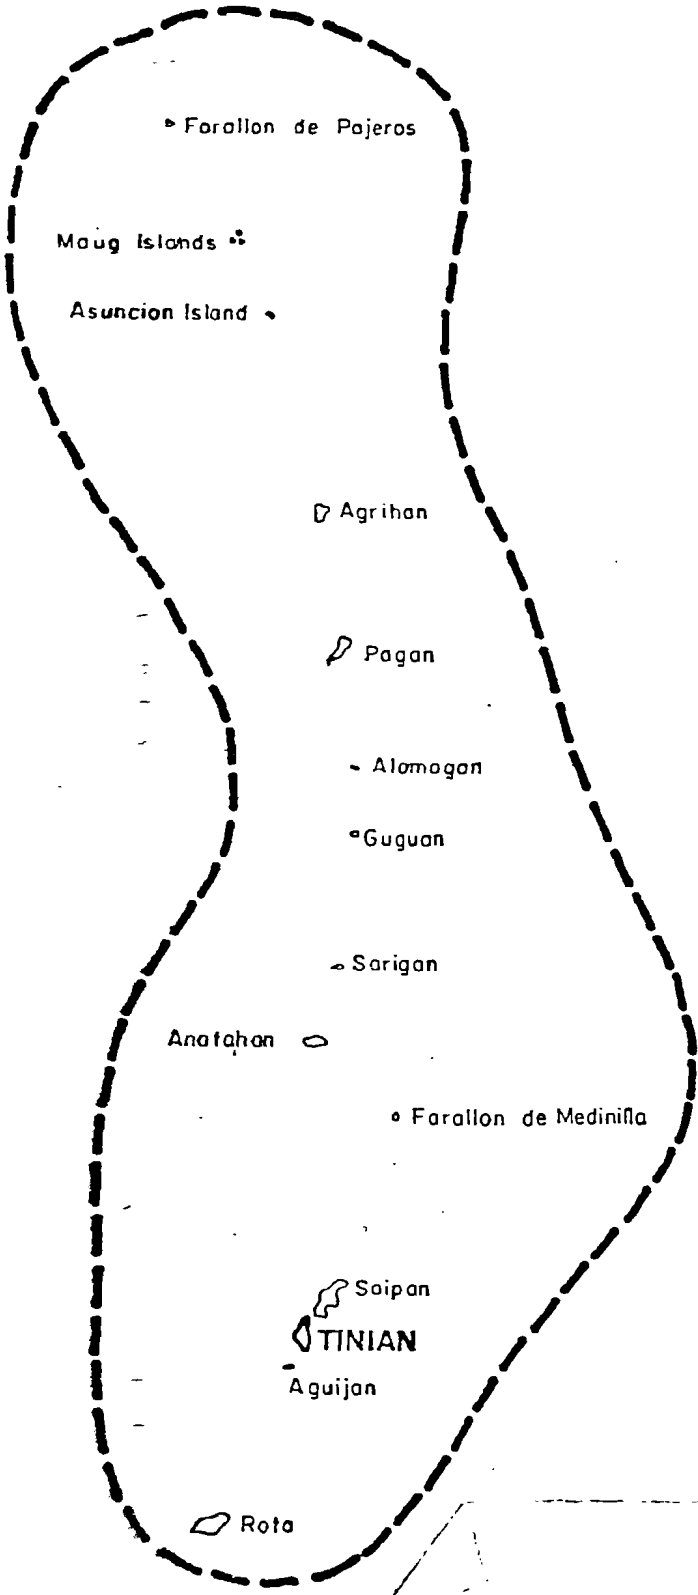 Farallon de Pajeros
Maug Islands
Asuncion Island
Agrihan
Pagan
Alamagan
Guguan
Sarigan
Anatahan
Farallon de Medinilla
Saipan
TINIAN
Aguijan
Rota